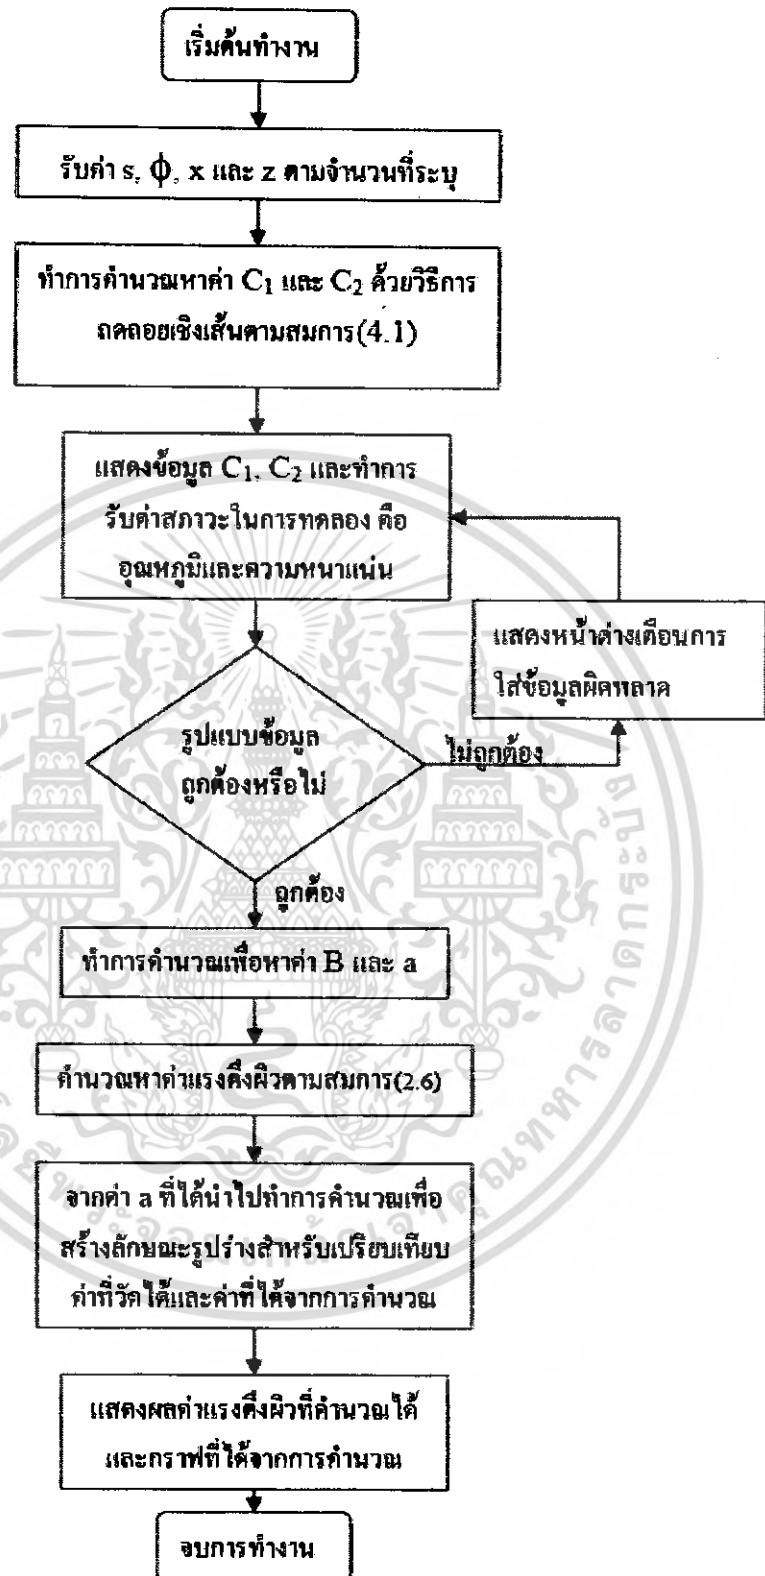 เริ่มต้นทำงาน
รับค่า s, ϕ, x และ z ตามจำนวนที่ระบุ
ทำการคำนวณหาค่า C₁ และ C₂ ด้วยวิธีการ
ถดถอยเชิงเส้นตามสมการ(4.1)
แสดงข้อมูล C₁, C₂ และทำการ
รับค่าสภาวะในการทดลอง คือ
อุณหภูมิและความหนาแน่น
แสดงหน้าต่างเตือนการ
ใส่ข้อมูลผิดพลาด
รูปแบบข้อมูล
ถูกต้องหรือไม่
ไม่ถูกต้อง
ถูกต้อง
ทำการคำนวณเพื่อหาค่า B และ a
คำนวณหาค่าแรงตึงผิวตามสมการ(2.6)
จากค่า a ที่ได้นำไปทำการคำนวณเพื่อ
สร้างลักษณะรูปร่างสำหรับเปรียบเทียบ
ค่าที่วัดได้และค่าที่ได้จากการคำนวณ
แสดงผลค่าแรงตึงผิวที่คำนวณได้
และกราฟที่ได้จากการคำนวณ
จบการทำงาน